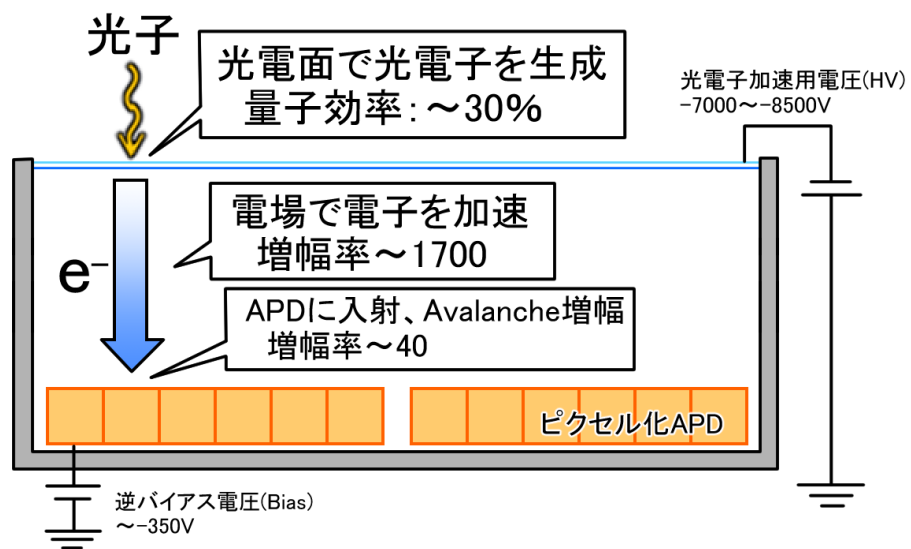 光子
光電面で光電子を生成
量子効率：～30%
光電子加速用電圧(HV)
-7000～-8500V
電場で電子を加速
増幅率～1700
e⁻
APDに入射、Avalanche増幅
増幅率～40
ピクセル化APD
逆バイアス電圧(Bias)
～-350V